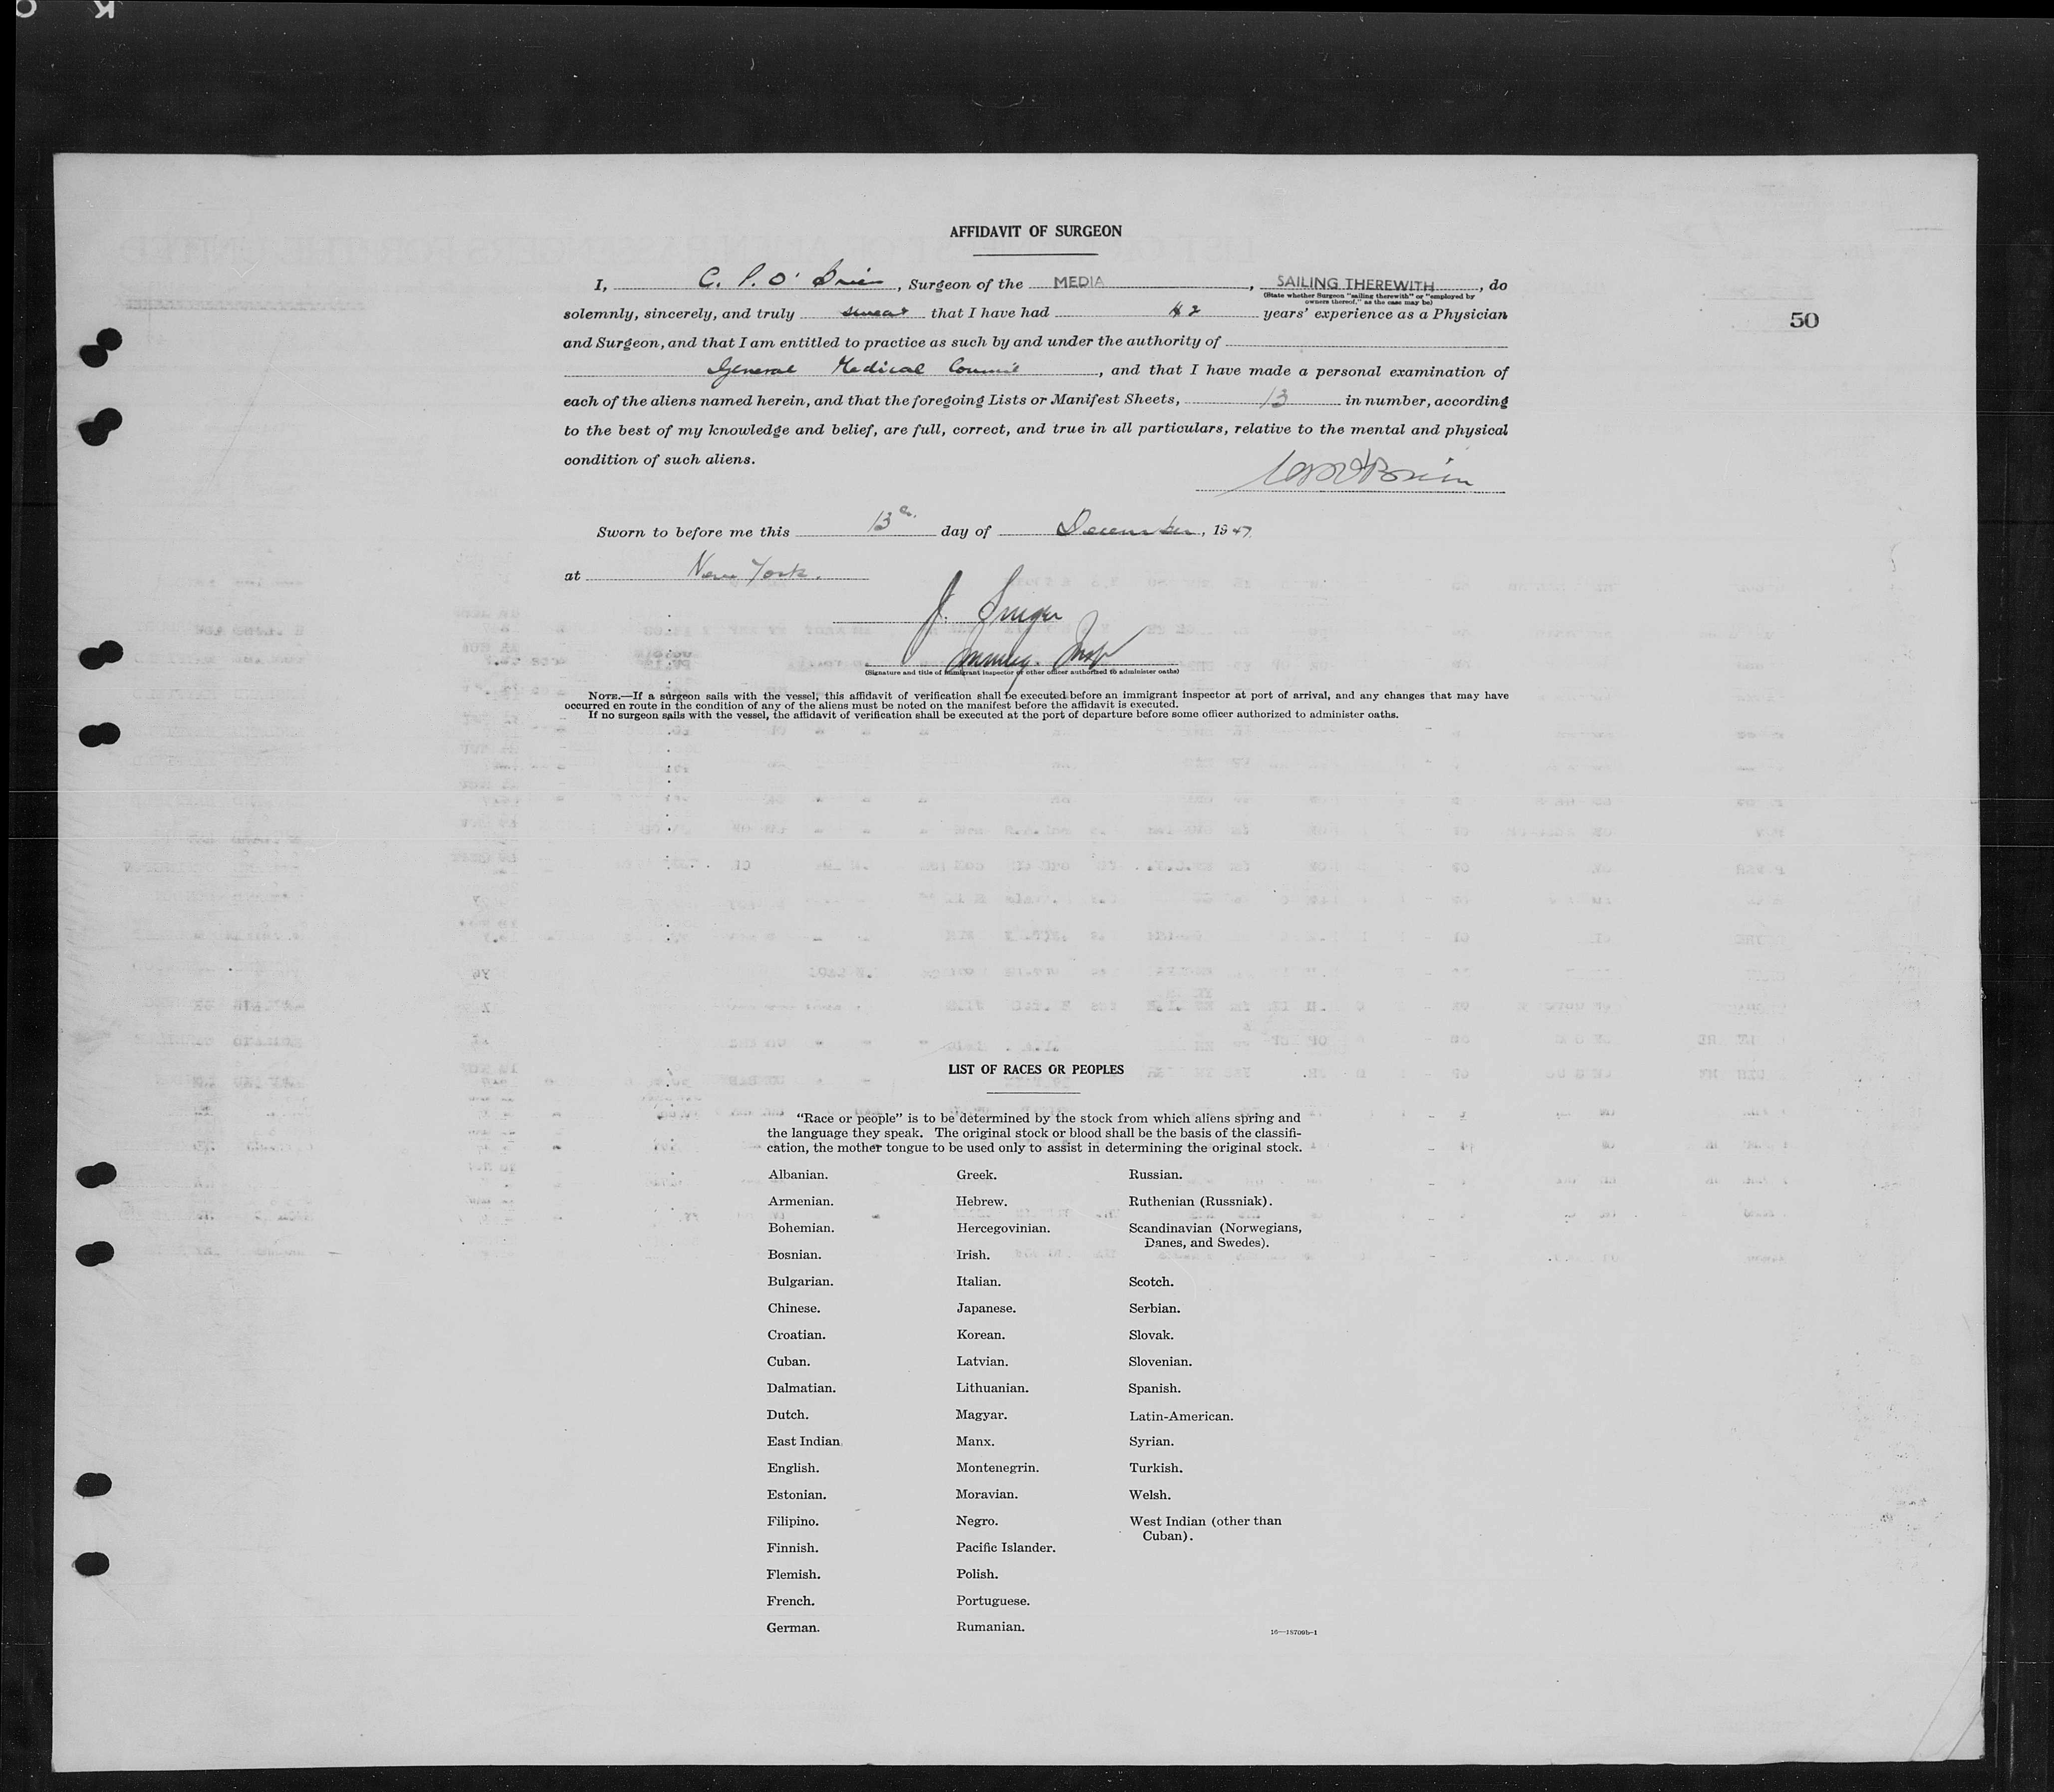 AFFIDAVIT OF SURGEON
I, C. P. O' Brien, Surgeon of the MEDIA, SAILING THEREWITH, do
(State whether Surgeon "sailing therewith" or "employed by
owners thereof," as the case may be)
solemnly, sincerely, and truly swear that I have had 42 years' experience as a Physician
50
and Surgeon, and that I am entitled to practice as such by and under the authority of
General Medical Council, and that I have made a personal examination of
each of the aliens named herein, and that the foregoing Lists or Manifest Sheets, 13 in number, according
to the best of my knowledge and belief, are full, correct, and true in all particulars, relative to the mental and physical
condition of such aliens.
O'Brien
Sworn to before me this 13th day of December, 1947
at New York.
J. Singer
Immig. Insp
(Signature and title of immigrant inspector or other officer authorized to administer oaths)
NOTE.—If a surgeon sails with the vessel, this affidavit of verification shall be executed before an immigrant inspector at port of arrival, and any changes that may have
occurred en route in the condition of any of the aliens must be noted on the manifest before the affidavit is executed.
If no surgeon sails with the vessel, the affidavit of verification shall be executed at the port of departure before some officer authorized to administer oaths.
LIST OF RACES OR PEOPLES
"Race or people" is to be determined by the stock from which aliens spring and
the language they speak. The original stock or blood shall be the basis of the classifi-
cation, the mother tongue to be used only to assist in determining the original stock.
Albanian.
Armenian.
Bohemian.
Bosnian.
Bulgarian.
Chinese.
Croatian.
Cuban.
Dalmatian.
Dutch.
East Indian.
English.
Estonian.
Filipino.
Finnish.
Flemish.
French.
German.
Greek.
Hebrew.
Hercegovinian.
Irish.
Italian.
Japanese.
Korean.
Latvian.
Lithuanian.
Magyar.
Manx.
Montenegrin.
Moravian.
Negro.
Pacific Islander.
Polish.
Portuguese.
Rumanian.
Russian.
Ruthenian (Russniak).
Scandinavian (Norwegians,
Danes, and Swedes).
Scotch.
Serbian.
Slovak.
Slovenian.
Spanish.
Latin-American.
Syrian.
Turkish.
Welsh.
West Indian (other than
Cuban).
16—18709b-1